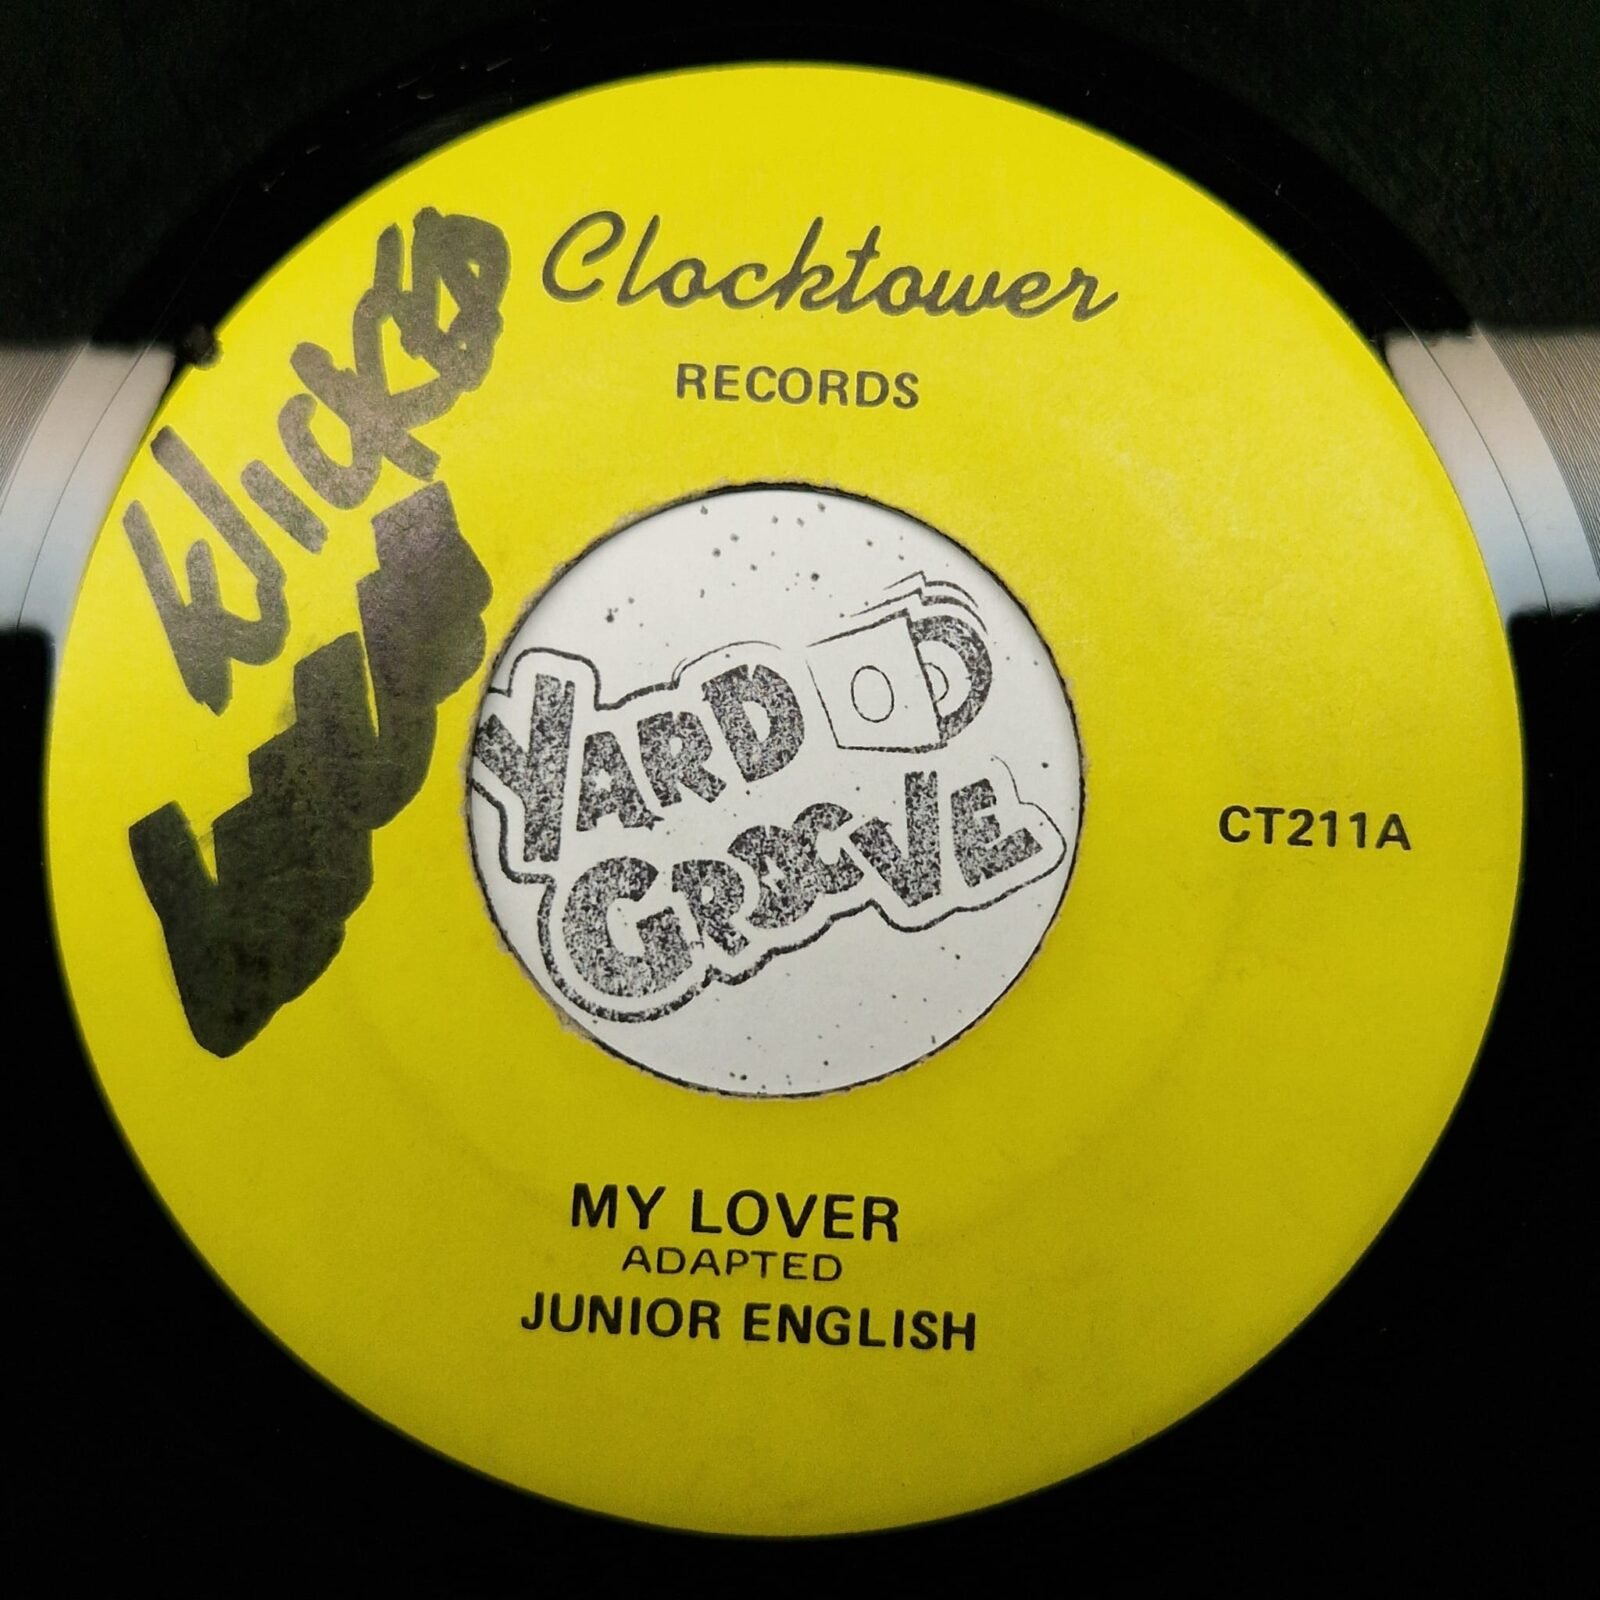 Clocktower
RECORDS
YARD
GROOVE
CT211A
MY LOVER
ADAPTED
JUNIOR ENGLISH